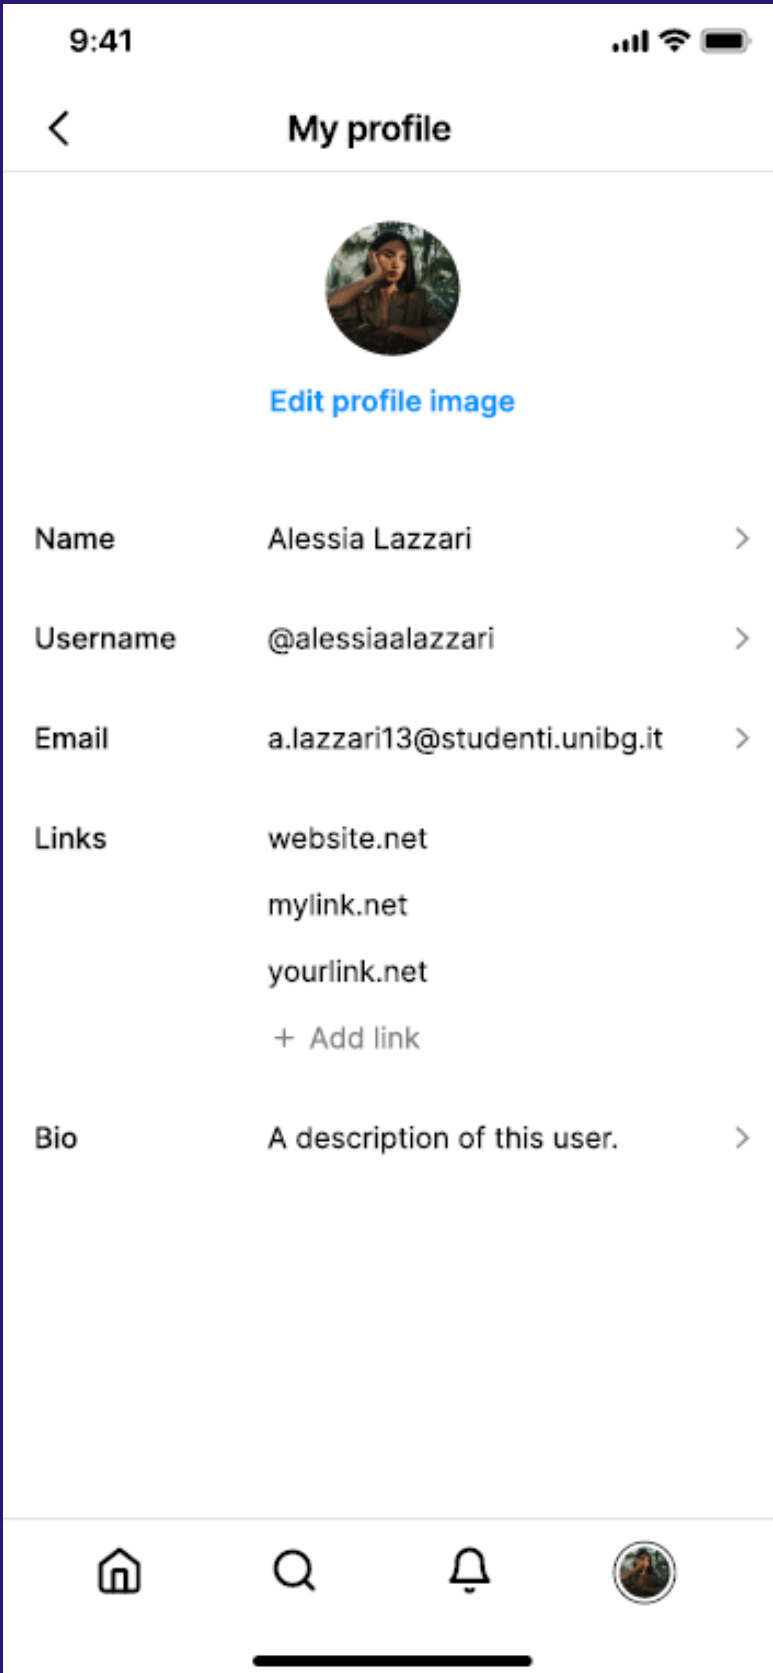 9:41
My profile
Edit profile image
Name Alessia Lazzari
Username @alessiaalazzari
Email a.lazzari13@studenti.unibg.it
Links website.net
mylink.net
yourlink.net
+ Add link
Bio A description of this user.